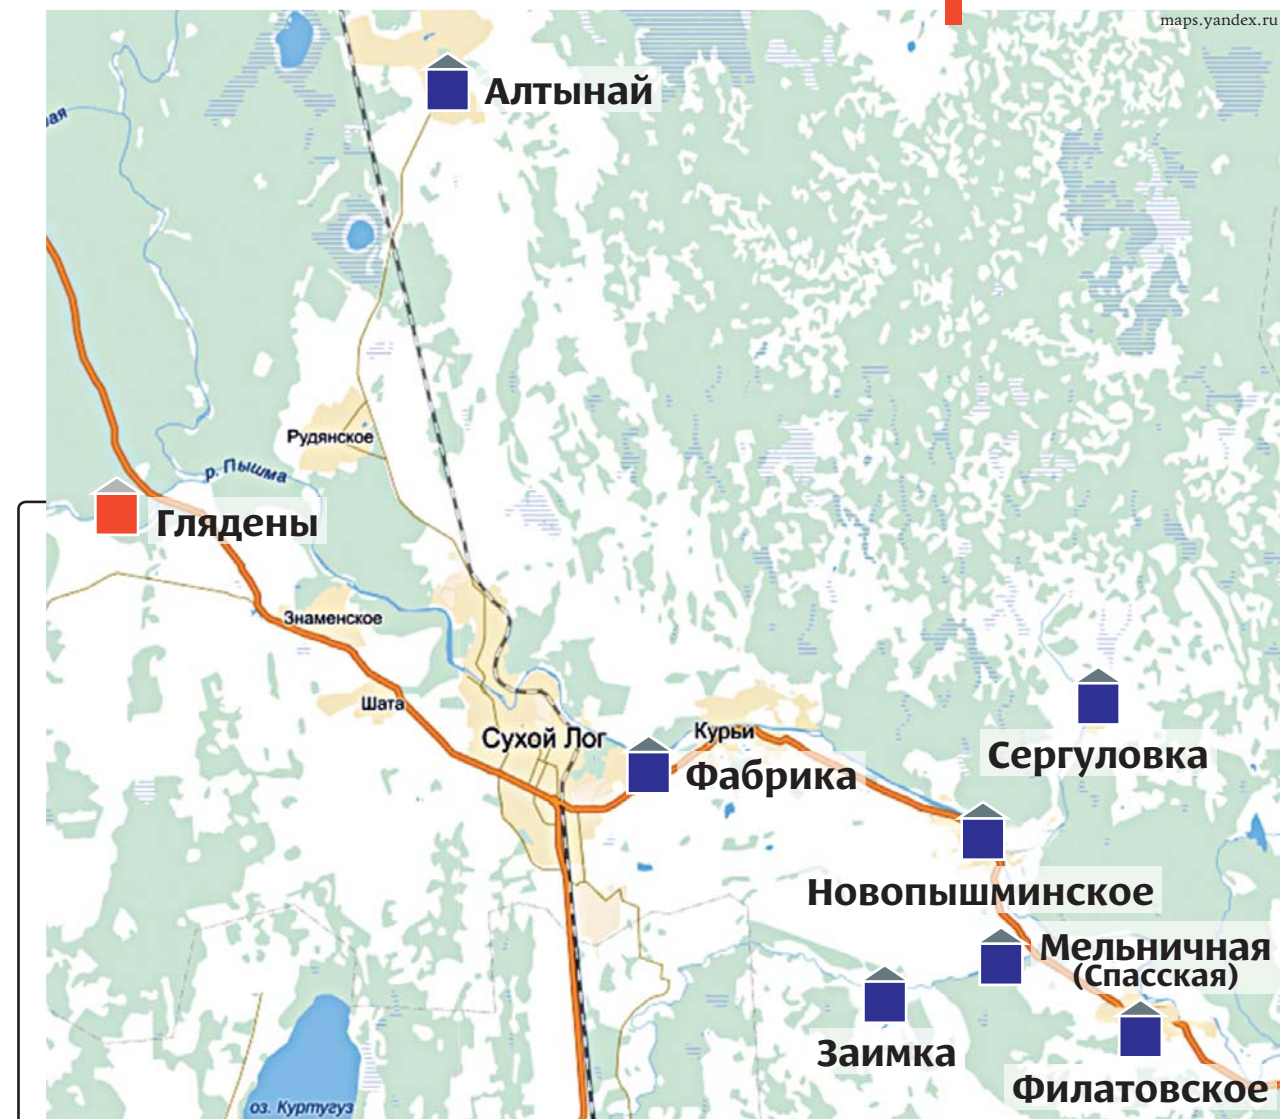 maps.yandex.ru
Алтынай
вая
Рудянское
р. Пышма
Глядены
Знаменское
Шата
Сухой Лог
Курьи
Фабрика
Сергуловка
Новопышминское
Мельничная
(Спасская)
Заимка
Филатовское
оз. Куртугуз